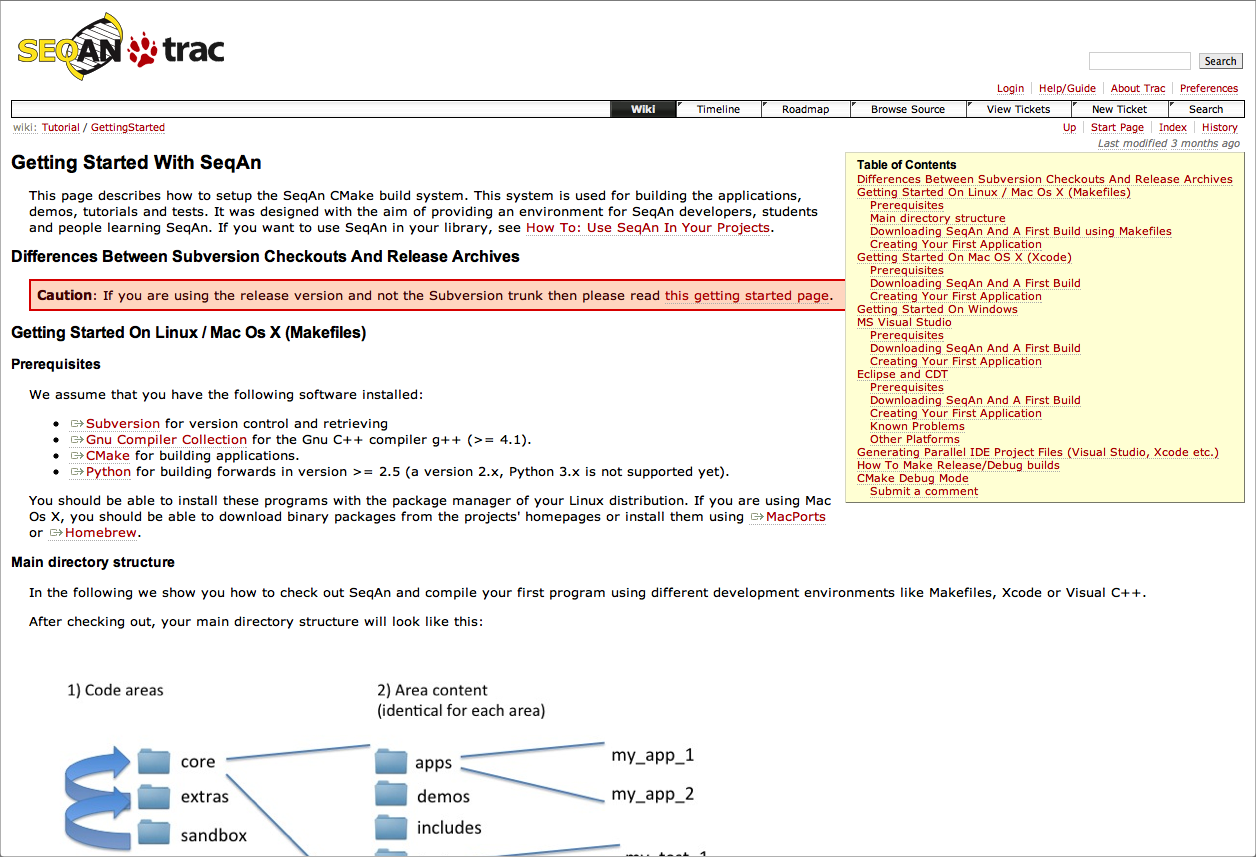 SEQAN trac
Search
Login Help/Guide About Trac Preferences
Wiki Timeline Roadmap Browse Source View Tickets New Ticket Search
wiki: Tutorial / GettingStarted
Up Start Page Index History
Last modified 3 months ago
Getting Started With SeqAn
This page describes how to setup the SeqAn CMake build system. This system is used for building the applications,
demos, tutorials and tests. It was designed with the aim of providing an environment for SeqAn developers, students
and people learning SeqAn. If you want to use SeqAn in your library, see How To: Use SeqAn In Your Projects.
Differences Between Subversion Checkouts And Release Archives
Caution: If you are using the release version and not the Subversion trunk then please read this getting started page.
Getting Started On Linux / Mac Os X (Makefiles)
Prerequisites
We assume that you have the following software installed:
• Subversion for version control and retrieving
• Gnu Compiler Collection for the Gnu C++ compiler g++ (>= 4.1).
• CMake for building applications.
• Python for building forwards in version >= 2.5 (a version 2.x, Python 3.x is not supported yet).
You should be able to install these programs with the package manager of your Linux distribution. If you are using Mac
Os X, you should be able to download binary packages from the projects' homepages or install them using MacPorts
or Homebrew.
Table of Contents
Differences Between Subversion Checkouts And Release Archives
Getting Started On Linux / Mac Os X (Makefiles)
Prerequisites
Main directory structure
Downloading SeqAn And A First Build using Makefiles
Creating Your First Application
Getting Started On Mac OS X (Xcode)
Prerequisites
Downloading SeqAn And A First Build
Creating Your First Application
Getting Started On Windows
MS Visual Studio
Prerequisites
Downloading SeqAn And A First Build
Creating Your First Application
Eclipse and CDT
Prerequisites
Downloading SeqAn And A First Build
Creating Your First Application
Known Problems
Other Platforms
Generating Parallel IDE Project Files (Visual Studio, Xcode etc.)
How To Make Release/Debug builds
CMake Debug Mode
Submit a comment
Main directory structure
In the following we show you how to check out SeqAn and compile your first program using different development environments like Makefiles, Xcode or Visual C++.
After checking out, your main directory structure will look like this:
1) Code areas
core
extras
sandbox
2) Area content
(identical for each area)
apps
demos
includes
my_app_1
my_app_2